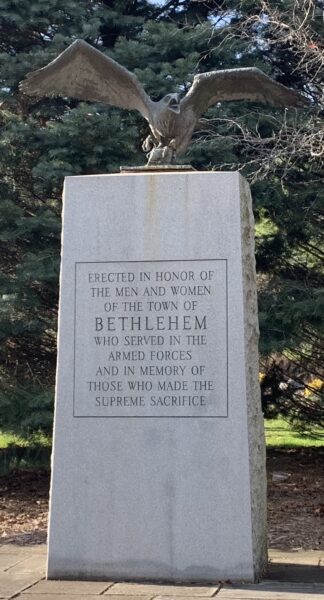 ERECTED IN HONOR OF
THE MEN AND WOMEN
OF THE TOWN OF
BETHLEHEM
WHO SERVED IN THE
ARMED FORCES
AND IN MEMORY OF
THOSE WHO MADE THE
SUPREME SACRIFICE